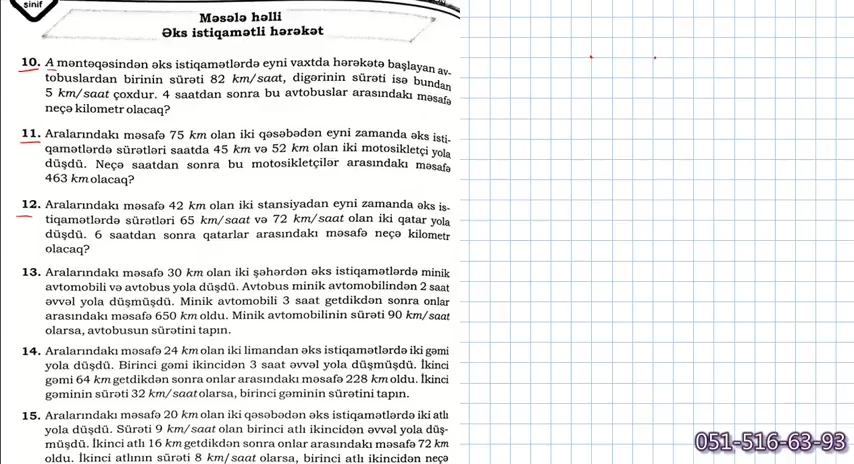 sinif
Məsələ həlli
Əks istiqamətli hərəkət
10. A məntəqəsindən əks istiqamətlərdə eyni vaxtda hərəkətə başlayan av-
tobuslardan birinin sürəti 82 km/saat, digərinin sürəti isə bundan
5 km/saat çoxdur. 4 saatdan sonra bu avtobuslar arasındakı məsafə
neçə kilometr olacaq?
11. Aralarındakı məsafə 75 km olan iki qəsəbədən eyni zamanda əks isti-
qamətlərdə sürətləri saatda 45 km və 52 km olan iki motosikletçi yola
düşdü. Neçə saatdan sonra bu motosikletçilər arasındakı məsafə
463 km olacaq?
12. Aralarındakı məsafə 42 km olan iki stansiyadan eyni zamanda əks is-
tiqamətlərdə sürətləri 65 km/saat və 72 km/saat olan iki qatar yola
düşdü. 6 saatdan sonra qatarlar arasındakı məsafə neçə kilometr
olacaq?
13. Aralarındakı məsafə 30 km olan iki şəhərdən əks istiqamətlərdə minik
avtomobili və avtobus yola düşdü. Avtobus minik avtomobilindən 2 saat
əvvəl yola düşmüşdü. Minik avtomobili 3 saat getdikdən sonra onlar
arasındakı məsafə 650 km oldu. Minik avtomobilinin sürəti 90 km/saat
olarsa, avtobusun sürətini tapın.
14. Aralarındakı məsafə 24 km olan iki limandan əks istiqamətlərdə iki gəmi
yola düşdü. Birinci gəmi ikincidən 3 saat əvvəl yola düşmüşdü. İkinci
gəmi 64 km getdikdən sonra onlar arasındakı məsafə 228 km oldu. İkinci
gəminin sürəti 32 km/saat olarsa, birinci gəminin sürətini tapın.
15. Aralarındakı məsafə 20 km olan iki qəsəbədən əks istiqamətlərdə iki atlı
yola düşdü. Sürəti 9 km/saat olan birinci atlı ikincidən əvvəl yola düş-
müşdü. İkinci atlı 16 km getdikdən sonra onlar arasındakı məsafə 72 km
oldu. İkinci atlının sürəti 8 km/saat olarsa, birinci atlı ikincidən neçə
051-516-63-93